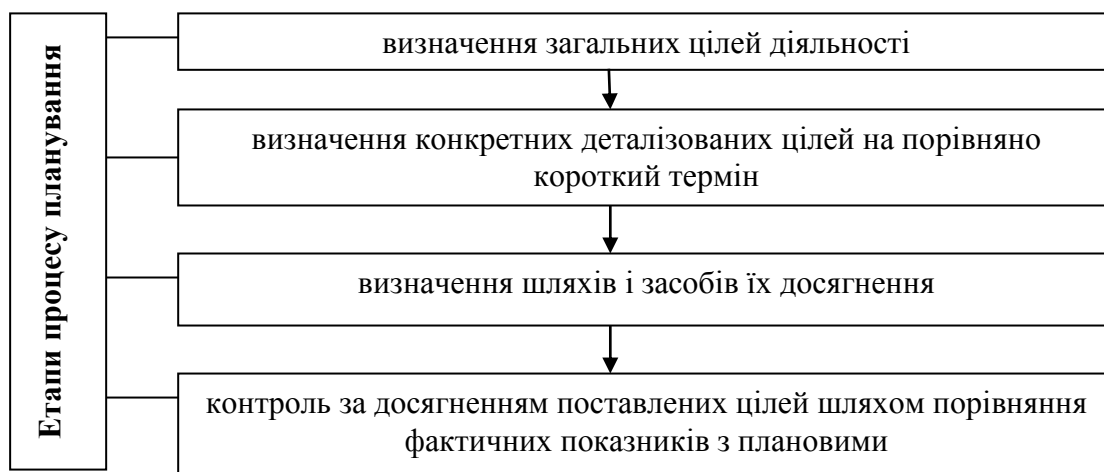 Етапи процесу планування
визначення загальних цілей діяльності
визначення конкретних деталізованих цілей на порівняно
короткий термін
визначення шляхів і засобів їх досягнення
контроль за досягненням поставлених цілей шляхом порівняння
фактичних показників з плановими